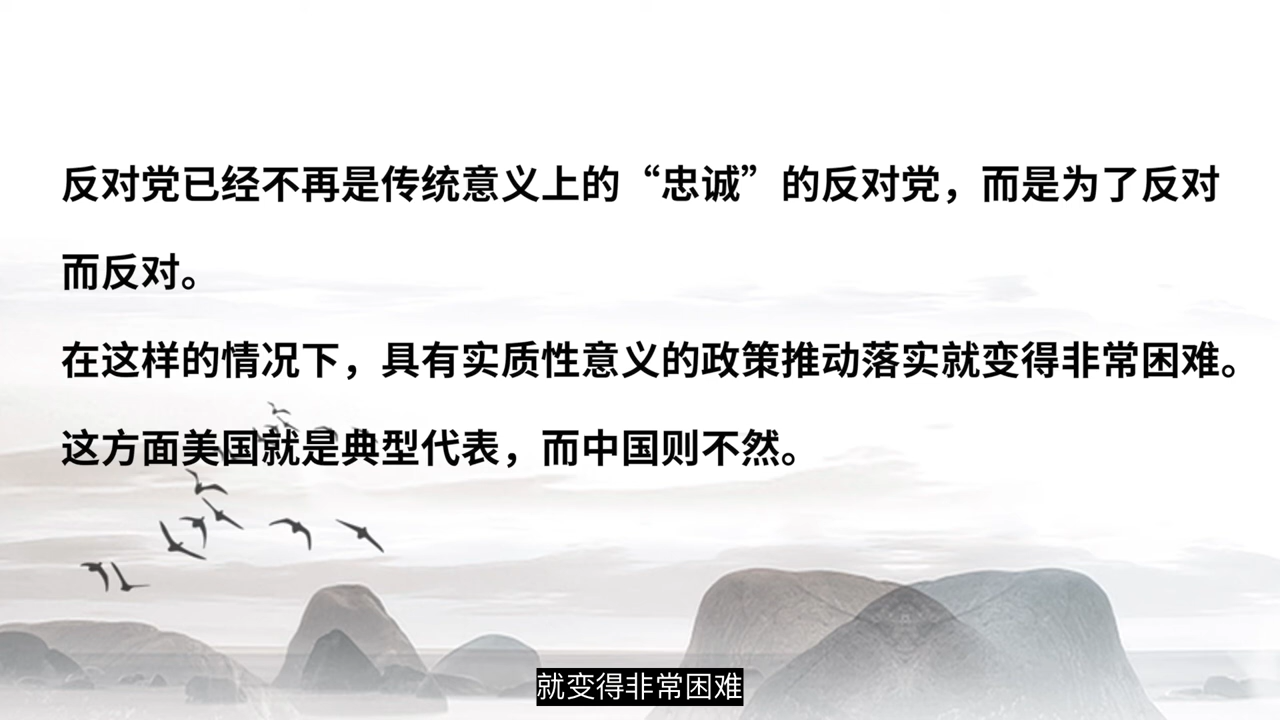 反对党已经不再是传统意义上的“忠诚”的反对党，而是为了反对
而反对。
在这样的情况下，具有实质性意义的政策推动落实就变得非常困难。
这方面美国就是典型代表，而中国则不然。
就变得非常困难